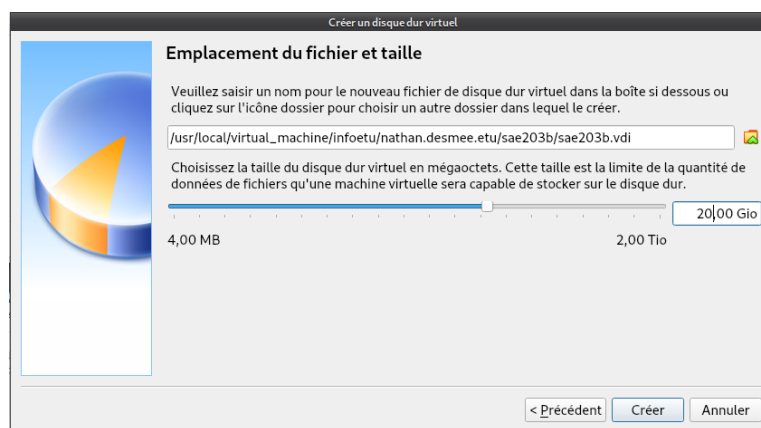 Créer un disque dur virtuel
Emplacement du fichier et taille
Veuillez saisir un nom pour le nouveau fichier de disque dur virtuel dans la boîte si dessous ou
cliquez sur l'icône dossier pour choisir un autre dossier dans lequel le créer.
/usr/local/virtual_machine/infoetu/nathan.desmee.etu/sae203b/sae203b.vdi
Choisissez la taille du disque dur virtuel en mégaoctets. Cette taille est la limite de la quantité de
données de fichiers qu'une machine virtuelle sera capable de stocker sur le disque dur.
20,00 Gio
4,00 MB 2,00 Tio
< Précédent Créer Annuler